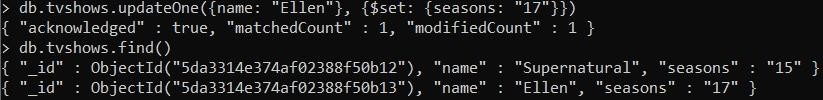 > db.tvshows.updateOne({name: "Ellen"}, {$set: {seasons: "17"}})
{ "acknowledged" : true, "matchedCount" : 1, "modifiedCount" : 1 }
> db.tvshows.find()
{ "_id" : ObjectId("5da3314e374af02388f50b12"), "name" : "Supernatural", "seasons" : "15" }
{ "_id" : ObjectId("5da3314e374af02388f50b13"), "name" : "Ellen", "seasons" : "17" }